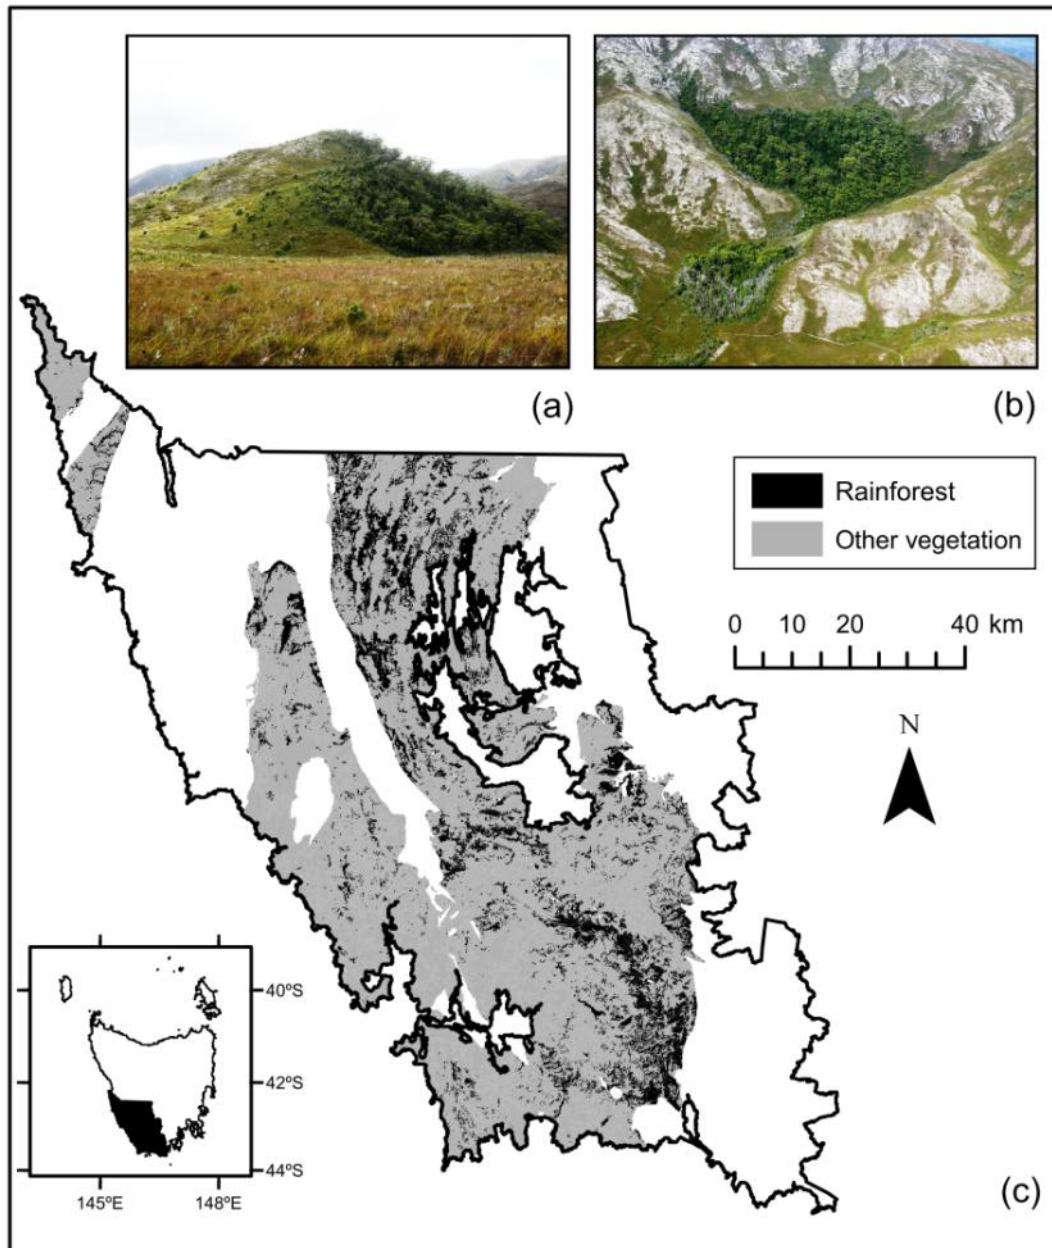 (a)
(b)
Rainforest
Other vegetation
0 10 20 40 km
N
40ºS
42ºS
44ºS
145ºE 148ºE
(c)